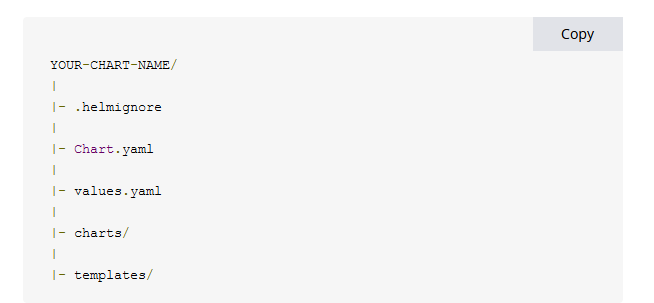 Copy
YOUR-CHART-NAME/
|
|- .helmignore
|
|- Chart.yaml
|
|- values.yaml
|
|- charts/
|
|- templates/